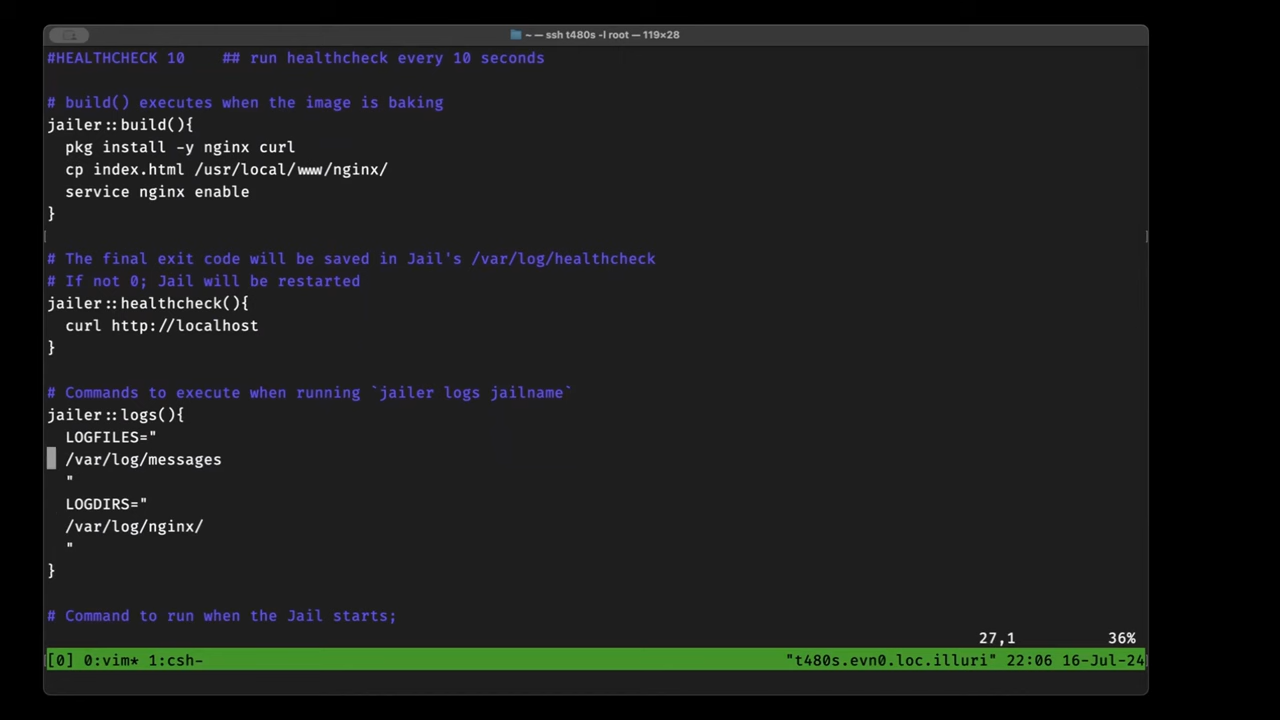 ~ — ssh t480s -l root — 119×28
#HEALTHCHECK 10    ## run healthcheck every 10 seconds
# build() executes when the image is baking
jailer::build(){
  pkg install -y nginx curl
  cp index.html /usr/local/www/nginx/
  service nginx enable
}
# The final exit code will be saved in Jail's /var/log/healthcheck
# If not 0; Jail will be restarted
jailer::healthcheck(){
  curl http://localhost
}
# Commands to execute when running `jailer logs jailname`
jailer::logs(){
  LOGFILES="
  /var/log/messages
  "
  LOGDIRS="
  /var/log/nginx/
  "
}
# Command to run when the Jail starts;
27,1          36%
[0] 0:vim* 1:csh-          "t480s.evn0.loc.illuri" 22:06 16-Jul-24